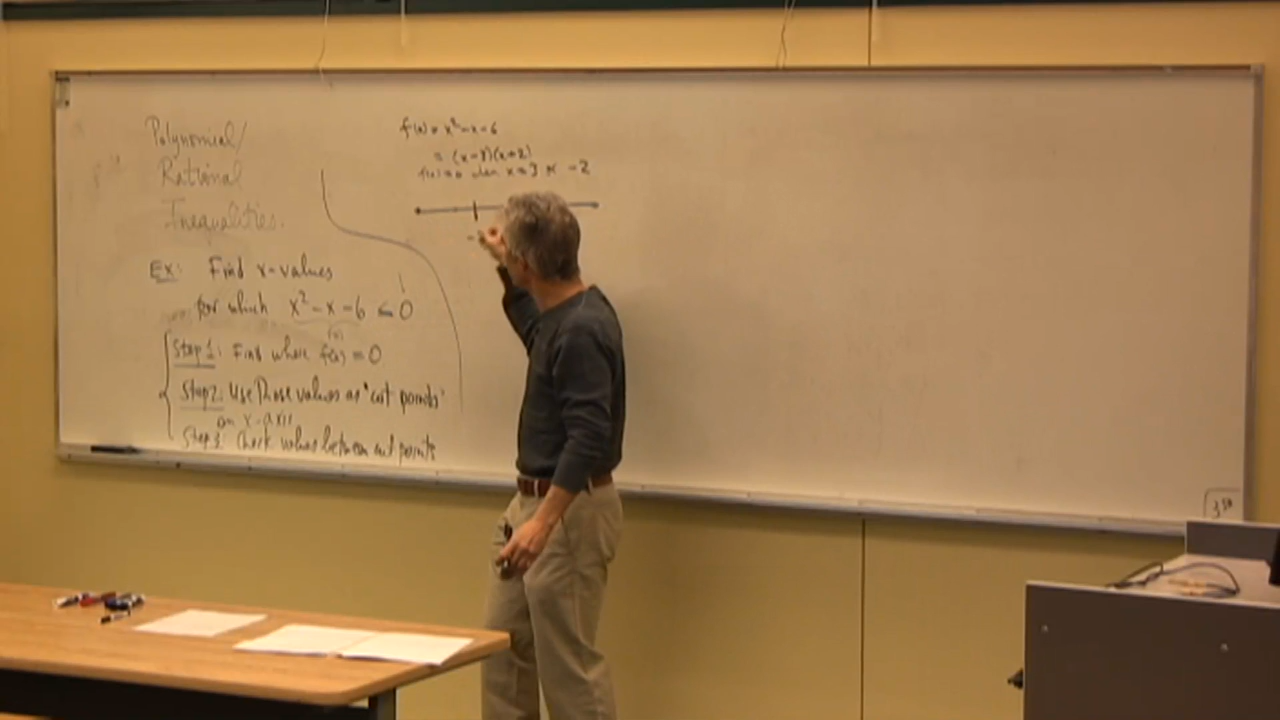 Polynomial/
Rational
Inequalities.
Ex: Find x-values
for which x² - x - 6 ≤ 0
f(x)
Step 1: Find where f(x) = 0
Step 2: Use those values as "cut points"
on x-axis
Step 3: Check values between cut points
f(x) = x² - x - 6
= (x-3)(x+2)
f(x) = 0 when x = 3 or -2
-
3 50